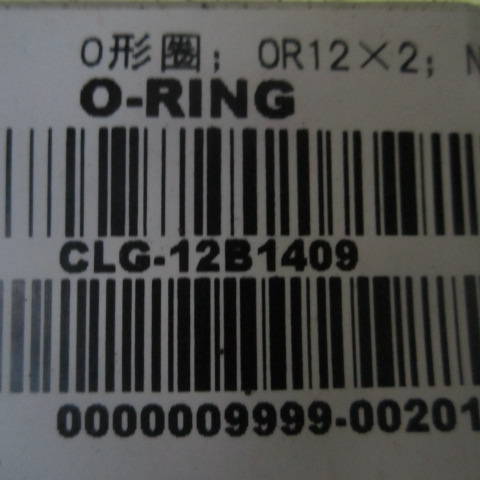 O形圈; OR12×2; N
O-RING
CLG-12B1409
0000009999-00201